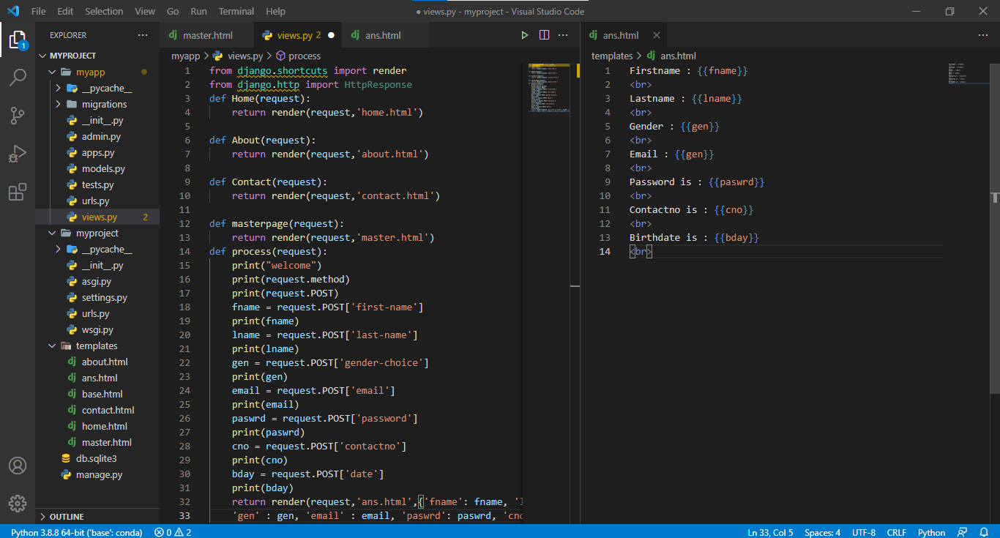 File Edit Selection View Go Run Terminal Help
● views.py - myproject - Visual Studio Code
EXPLORER ···
1
MYPROJECT
myapp
__pycache__
migrations
__init__.py
admin.py
apps.py
models.py
tests.py
urls.py
views.py 2
myproject
__pycache__
__init__.py
asgi.py
settings.py
urls.py
wsgi.py
templates
about.html
ans.html
base.html
contact.html
home.html
master.html
db.sqlite3
manage.py
OUTLINE
dj master.html views.py 2 ● dj ans.html ···
myapp > views.py > process
1 from django.shortcuts import render
2 from django.http import HttpResponse
3 def Home(request):
4 return render(request,'home.html')
5
6 def About(request):
7 return render(request,'about.html')
8
9 def Contact(request):
10 return render(request,'contact.html')
11
12 def masterpage(request):
13 return render(request,'master.html')
14 def process(request):
15 print("welcome")
16 print(request.method)
17 print(request.POST)
18 fname = request.POST['first-name']
19 print(fname)
20 lname = request.POST['last-name']
21 print(lname)
22 gen = request.POST['gender-choice']
23 print(gen)
24 email = request.POST['email']
25 print(email)
26 paswrd = request.POST['password']
27 print(paswrd)
28 cno = request.POST['contactno']
29 print(cno)
30 bday = request.POST['date']
31 print(bday)
32 return render(request,'ans.html',{'fname': fname, 'l
33 'gen' : gen, 'email' : email, 'paswrd': paswrd, 'cno
dj ans.html × ···
templates > dj ans.html
1 Firstname : {{fname}}
2 <br>
3 Lastname : {{lname}}
4 <br>
5 Gender : {{gen}}
6 <br>
7 Email : {{gen}}
8 <br>
9 Password is : {{paswrd}}
10 <br>
11 Contactno is : {{cno}}
12 <br>
13 Birthdate is : {{bday}}
14 <br>
Python 3.8.8 64-bit ('base': conda) 0 2 Ln 33, Col 5 Spaces: 4 UTF-8 CRLF Python